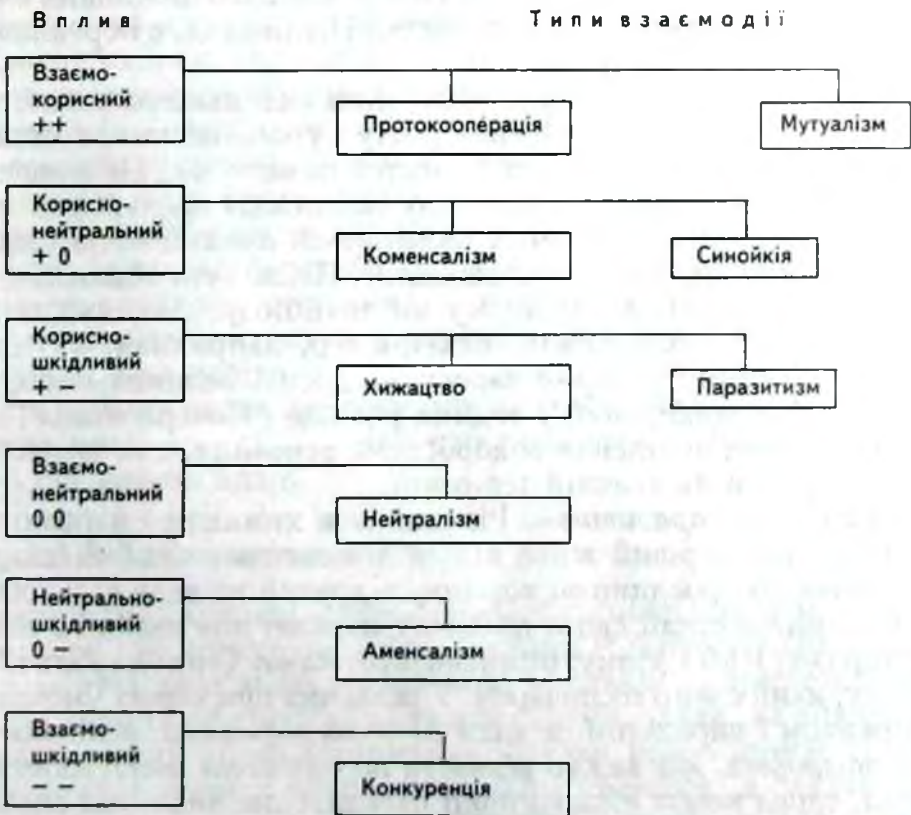 Вплив
Типи взаємодії
Взаємо-
корисний
++
Протокооперація
Мутуалізм
Корисно-
нейтральний
+ 0
Коменсалізм
Синойкія
Корисно-
шкідливий
+ −
Хижацтво
Паразитизм
Взаємо-
нейтральний
0 0
Нейтралізм
Нейтрально-
шкідливий
0 −
Аменсалізм
Взаємо-
шкідливий
− −
Конкуренція